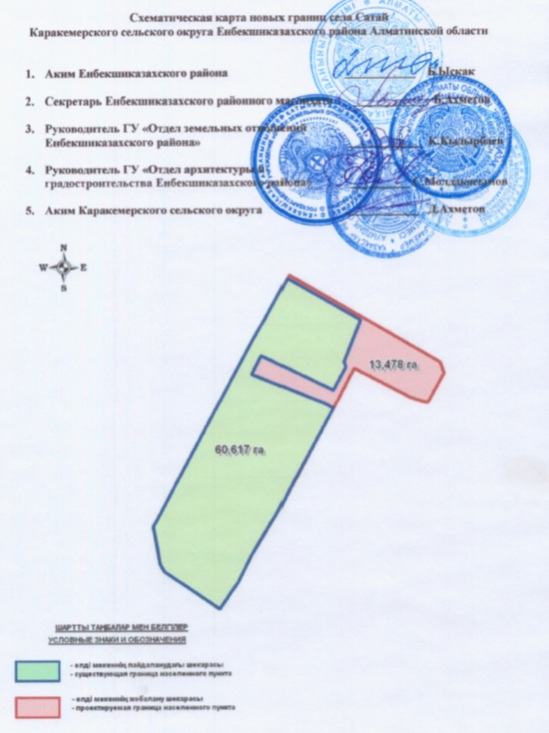 Схематическая карта новых границ села Сатай
Каракемерского сельского округа Енбекшиказахского района Алматинской области
1. Аким Енбекшиказахского района Б.Ыскак
2. Секретарь Енбекшиказахского районного маслихата Б.Ахметов
3. Руководитель ГУ «Отдел земельных отношений
Енбекшиказахского района» К.Кыдырбаев
4. Руководитель ГУ «Отдел архитектуры и
градостроительства Енбекшиказахского района»
5. Аким Каракемерского сельского округа Д.Ахметов
N
W E
S
13,478 га
60,617 га
ШАРТТЫ ТАҢБАЛАР МЕН БЕЛГІЛЕР
УСЛОВНЫЕ ЗНАКИ И ОБОЗНАЧЕНИЯ
- елді мекеннің пайдаланудағы шекарасы
- существующая граница населенного пункта
- елді мекеннің жобалану шекарасы
- проектируемая граница населенного пункта